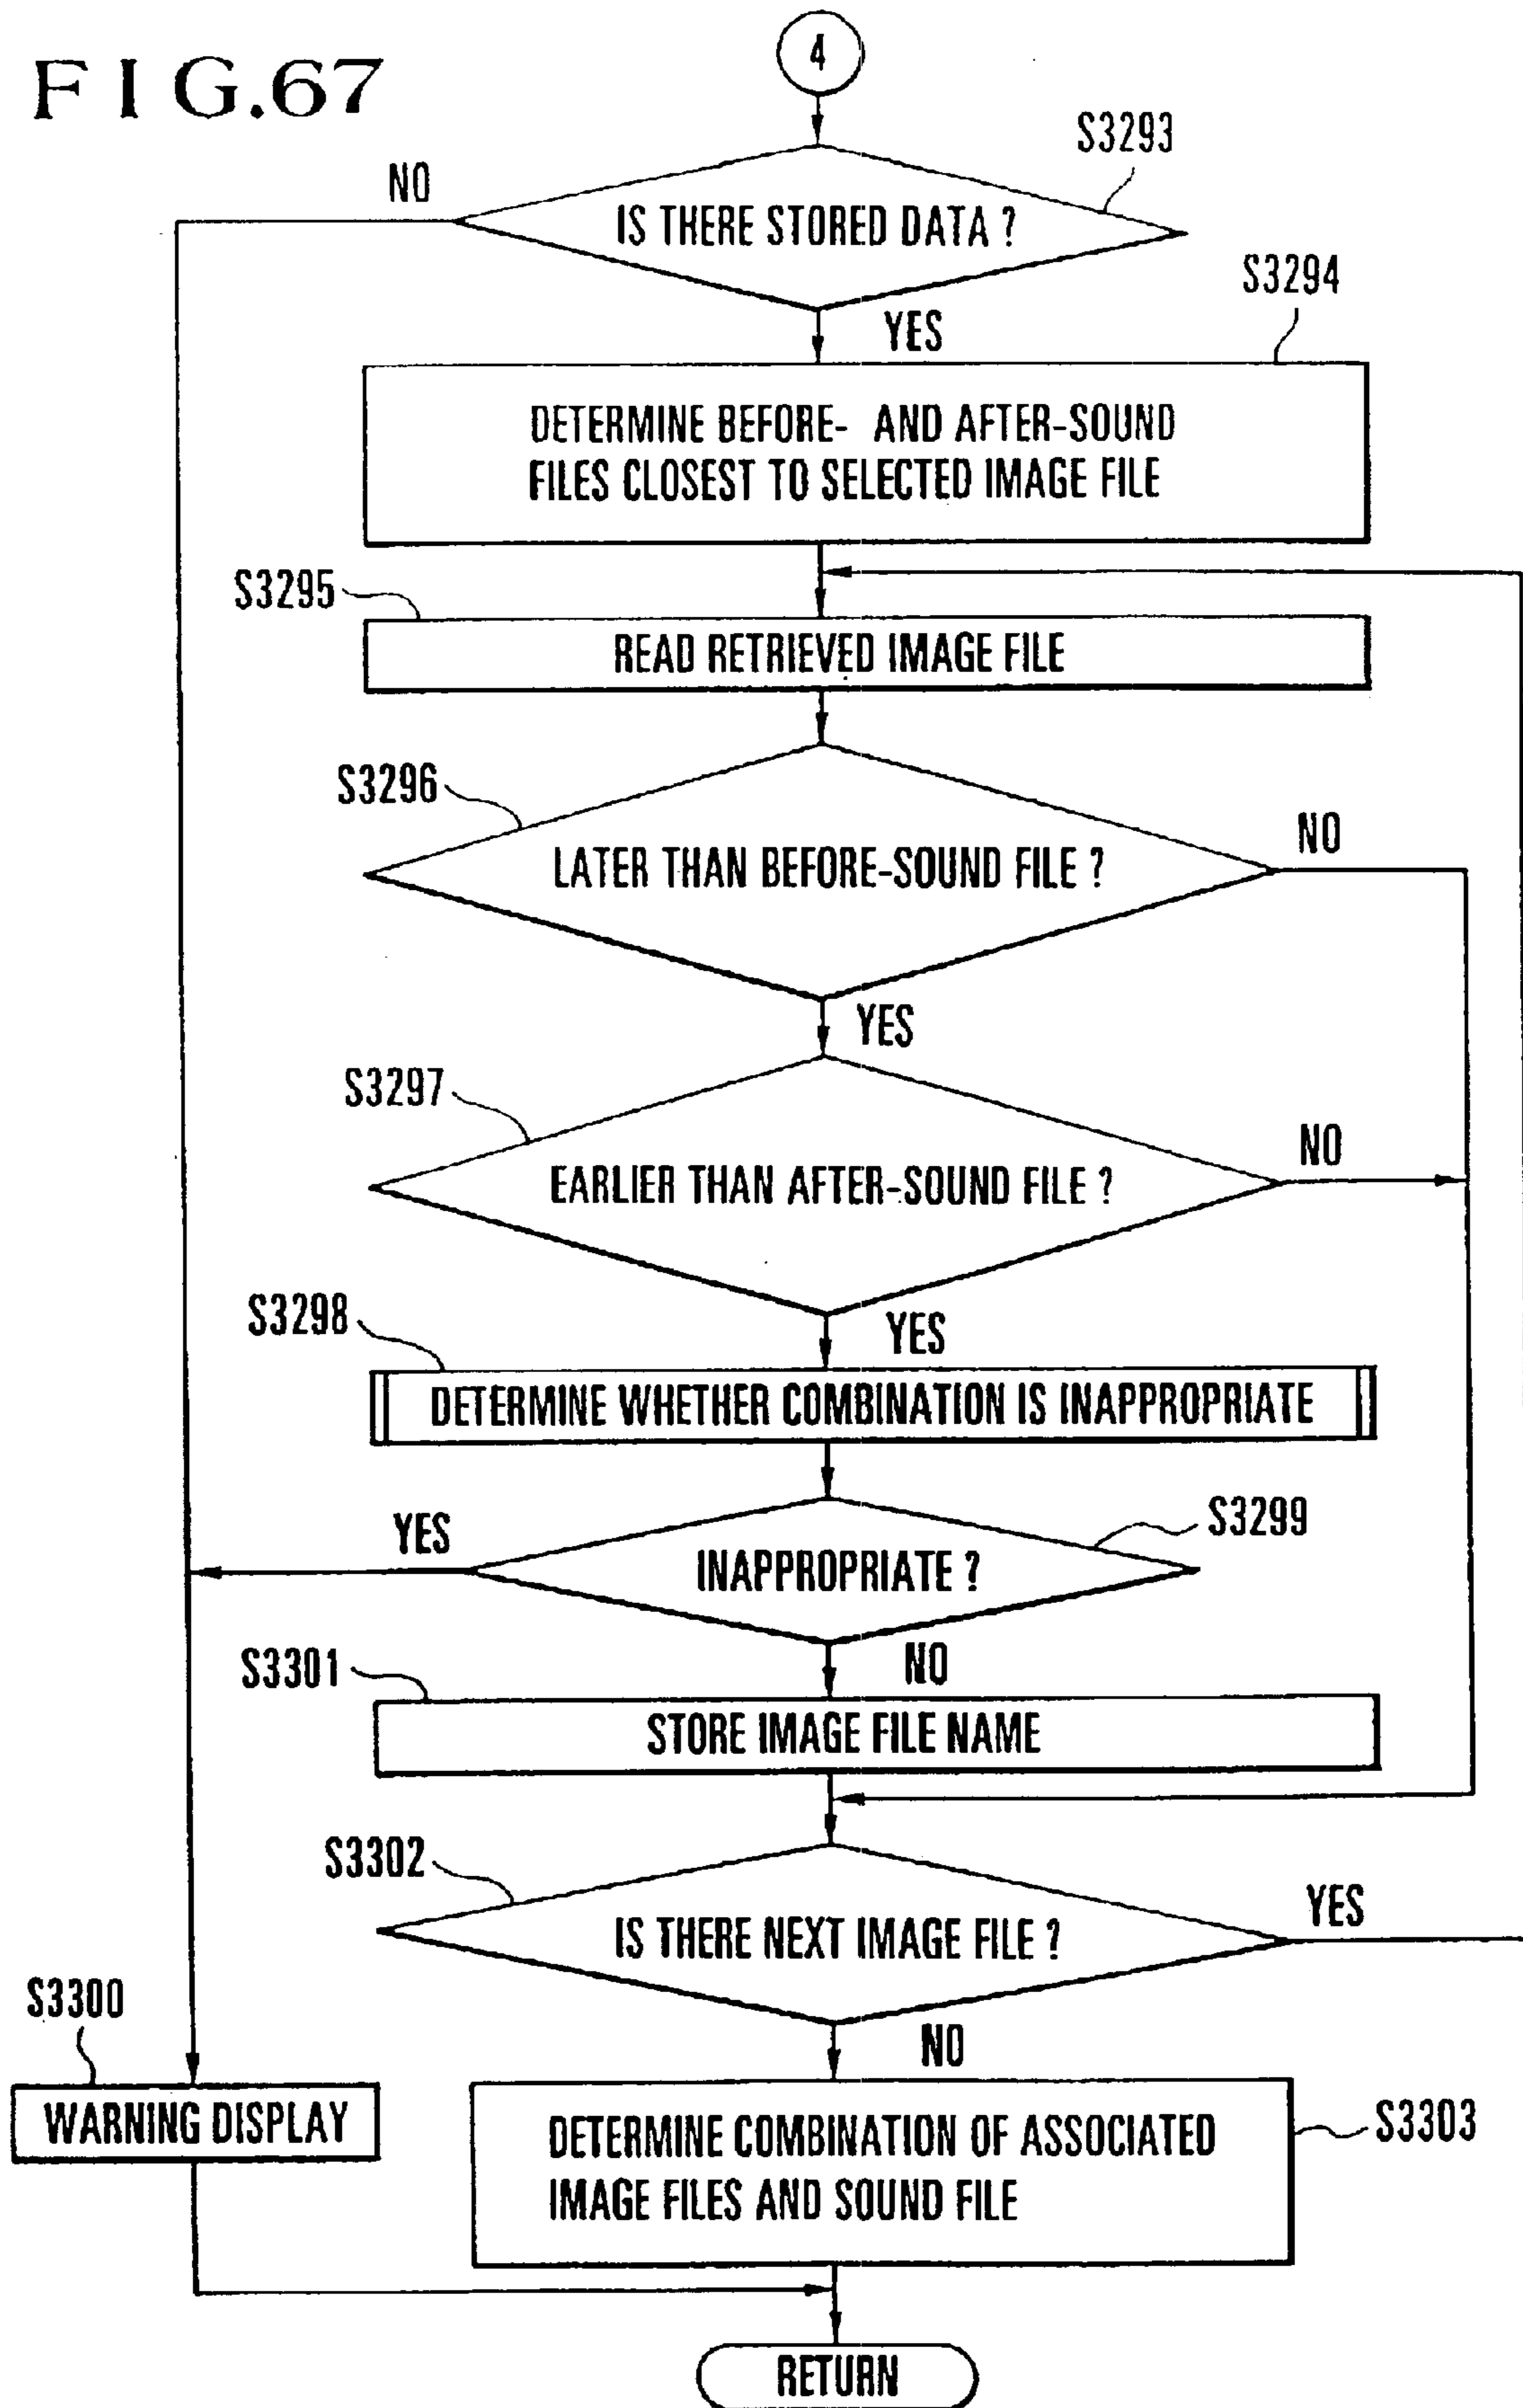 FIG.67
4
S3293
NO
IS THERE STORED DATA ?
S3294
YES
DETERMINE BEFORE- AND AFTER-SOUND
FILES CLOSEST TO SELECTED IMAGE FILE
S3295
READ RETRIEVED IMAGE FILE
S3296
NO
LATER THAN BEFORE-SOUND FILE ?
YES
S3297
NO
EARLIER THAN AFTER-SOUND FILE ?
S3298
YES
DETERMINE WHETHER COMBINATION IS INAPPROPRIATE
YES
S3299
INAPPROPRIATE ?
S3301
NO
STORE IMAGE FILE NAME
S3302
YES
IS THERE NEXT IMAGE FILE ?
S3300
NO
WARNING DISPLAY
DETERMINE COMBINATION OF ASSOCIATED
IMAGE FILES AND SOUND FILE
S3303
RETURN